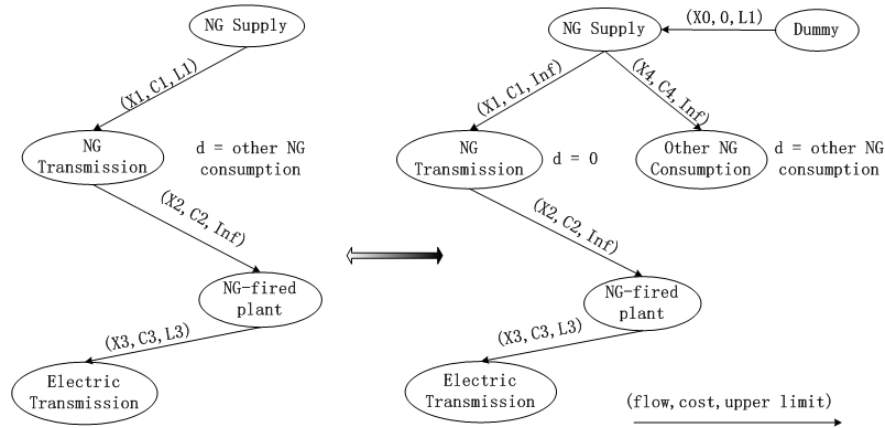 NG Supply
(X1,C1,L1)
NG
Transmission
d = other NG
consumption
(X2,C2,Inf)
NG-fired
plant
(X3,C3,L3)
Electric
Transmission
NG Supply
(X0,0,L1)
Dummy
(X1,C1,Inf)
(X4,C4,Inf)
NG
Transmission
d = 0
Other NG
Consumption
d = other NG
consumption
(X2,C2,Inf)
NG-fired
plant
(X3,C3,L3)
Electric
Transmission
(flow,cost,upper limit)